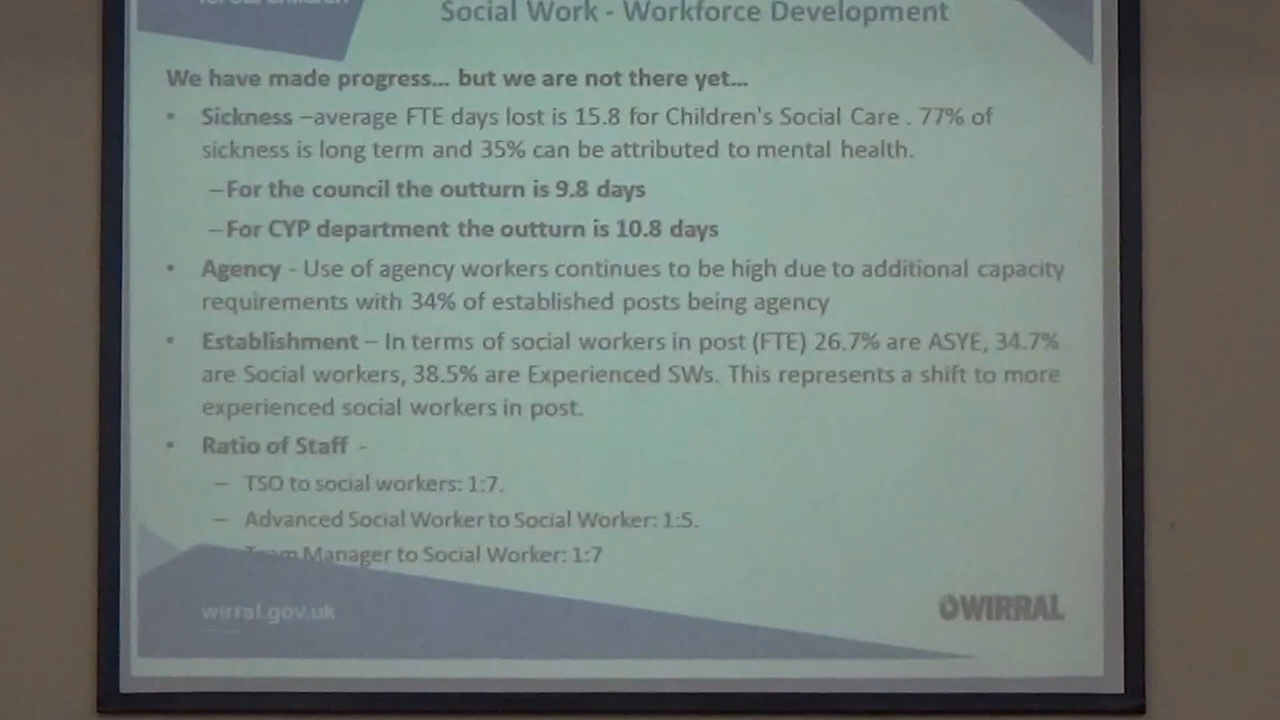 Social Work - Workforce Development
We have made progress... but we are not there yet...
• Sickness –average FTE days lost is 15.8 for Children's Social Care . 77% of
sickness is long term and 35% can be attributed to mental health.
– For the council the outturn is 9.8 days
– For CYP department the outturn is 10.8 days
• Agency - Use of agency workers continues to be high due to additional capacity
requirements with 34% of established posts being agency
• Establishment – In terms of social workers in post (FTE) 26.7% are ASYE, 34.7%
are Social workers, 38.5% are Experienced SWs. This represents a shift to more
experienced social workers in post.
• Ratio of Staff -
– TSO to social workers: 1:7.
– Advanced Social Worker to Social Worker: 1:5.
Team Manager to Social Worker: 1:7
wirral.gov.uk
WIRRAL